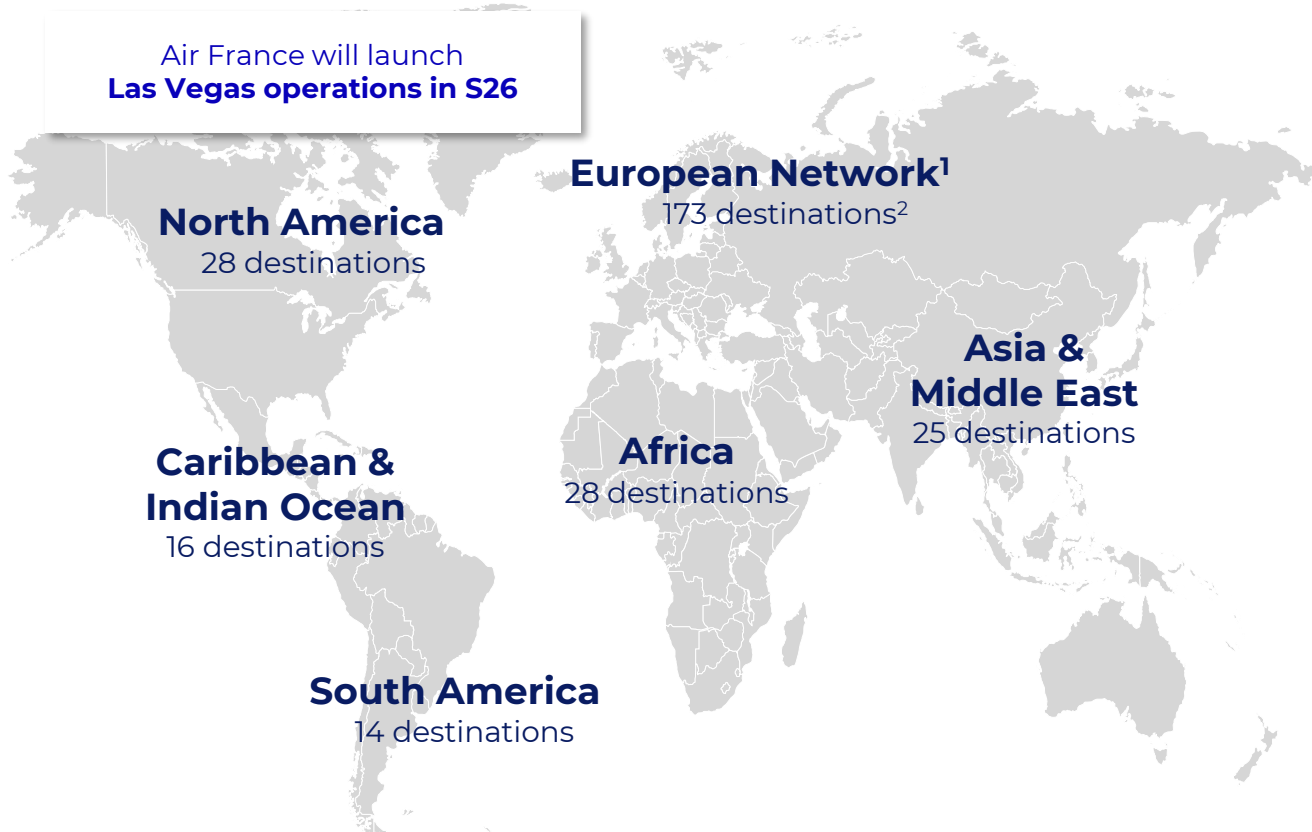 Air France will launch
Las Vegas operations in S26
European Network¹
173 destinations²
North America
28 destinations
Asia &
Middle East
25 destinations
Africa
28 destinations
Caribbean &
Indian Ocean
16 destinations
South America
14 destinations